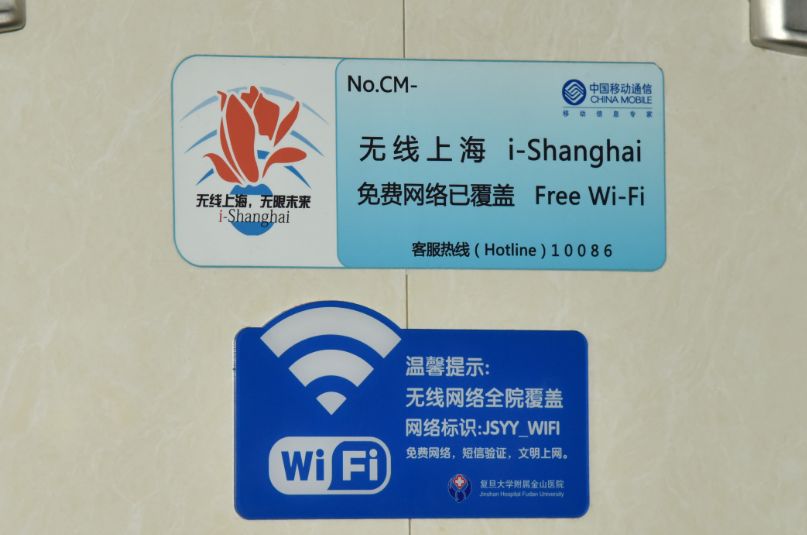 No.CM-
中国移动通信
CHINA MOBILE
移动信息专家
无线上海 i-Shanghai
免费网络已覆盖 Free Wi-Fi
客服热线(Hotline)10086
无线上海,无限未来
i-Shanghai
温馨提示:
无线网络全院覆盖
网络标识:JSYY_WIFI
免费网络,短信验证,文明上网。
WiFi
复旦大学附属金山医院
Jinshan Hospital Fudan University